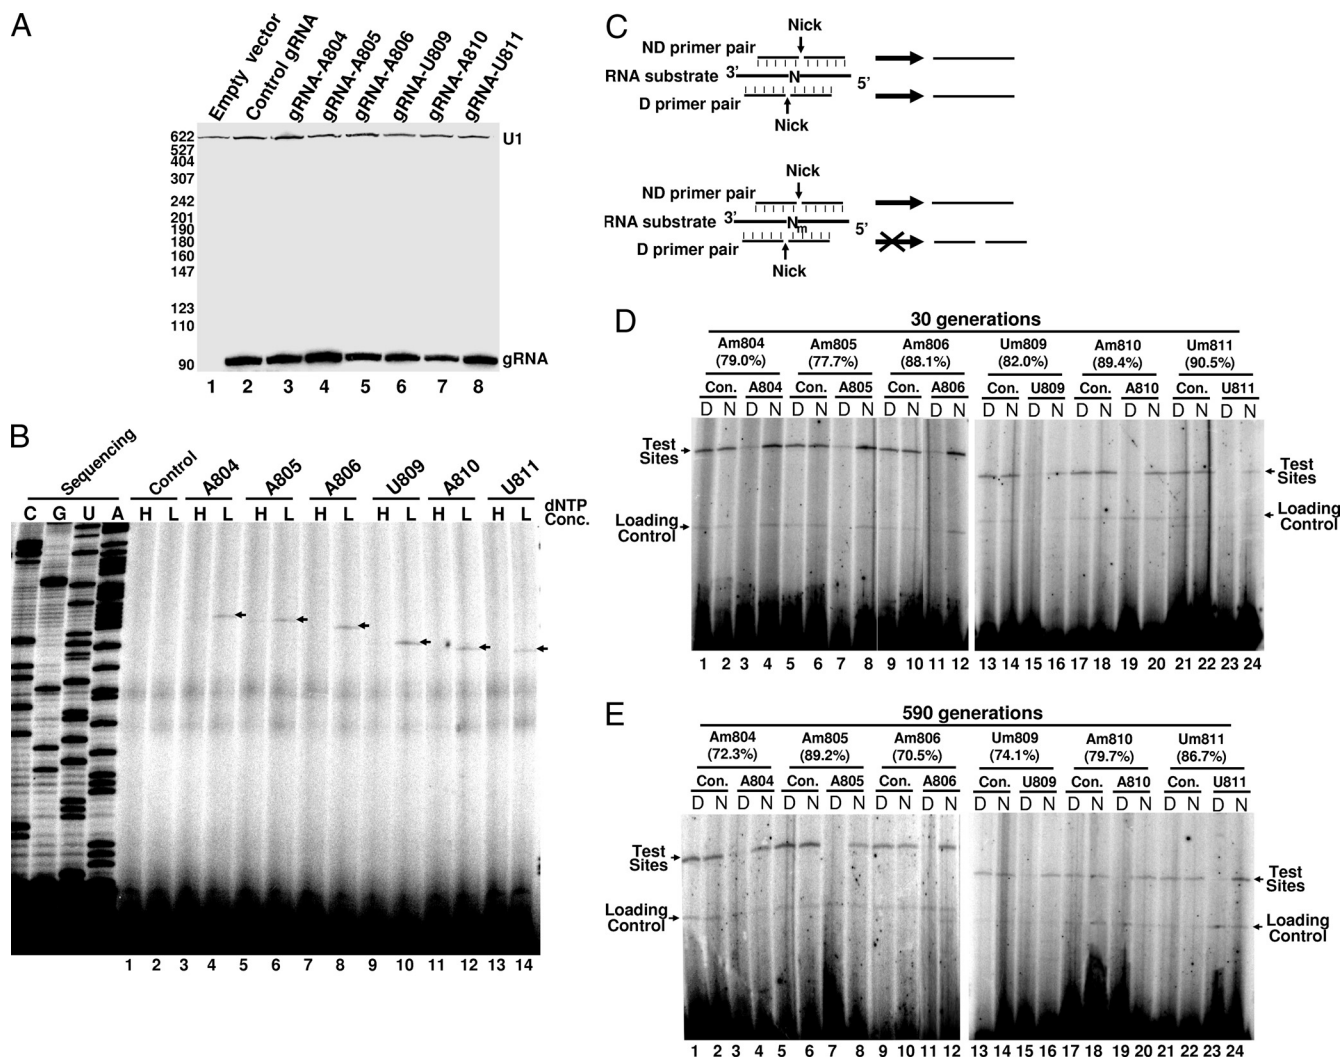 A
Empty vector
Control gRNA
gRNA-A804
gRNA-A805
gRNA-A806
gRNA-U809
gRNA-A810
gRNA-U811
622
527
404
307
242
201
190
180
160
147
123
110
90
U1
gRNA
1 2 3 4 5 6 7 8
B
Sequencing
Control
A804
A805
A806
U809
A810
U811
C G U A H L H L H L H L H L H L H L
dNTP
Conc.
1 2 3 4 5 6 7 8 9 10 11 12 13 14
C
Nick
ND primer pair
RNA substrate 3’ N 5’
D primer pair
Nick
Nick
ND primer pair
RNA substrate 3’ Nm 5’
D primer pair
Nick
D
30 generations
Am804 Am805 Am806 Um809 Am810 Um811
(79.0%) (77.7%) (88.1%) (82.0%) (89.4%) (90.5%)
Con. A804 Con. A805 Con. A806 Con. U809 Con. A810 Con. U811
D N D N D N D N D N D N D N D N D N D N D N D N
Test
Sites
Loading
Control
Test
Sites
Loading
Control
1 2 3 4 5 6 7 8 9 10 11 12 13 14 15 16 17 18 19 20 21 22 23 24
E
590 generations
Am804 Am805 Am806 Um809 Am810 Um811
(72.3%) (89.2%) (70.5%) (74.1%) (79.7%) (86.7%)
Con. A804 Con. A805 Con. A806 Con. U809 Con. A810 Con. U811
D N D N D N D N D N D N D N D N D N D N D N D N
Test
Sites
Loading
Control
Test
Sites
Loading
Control
1 2 3 4 5 6 7 8 9 10 11 12 13 14 15 16 17 18 19 20 21 22 23 24